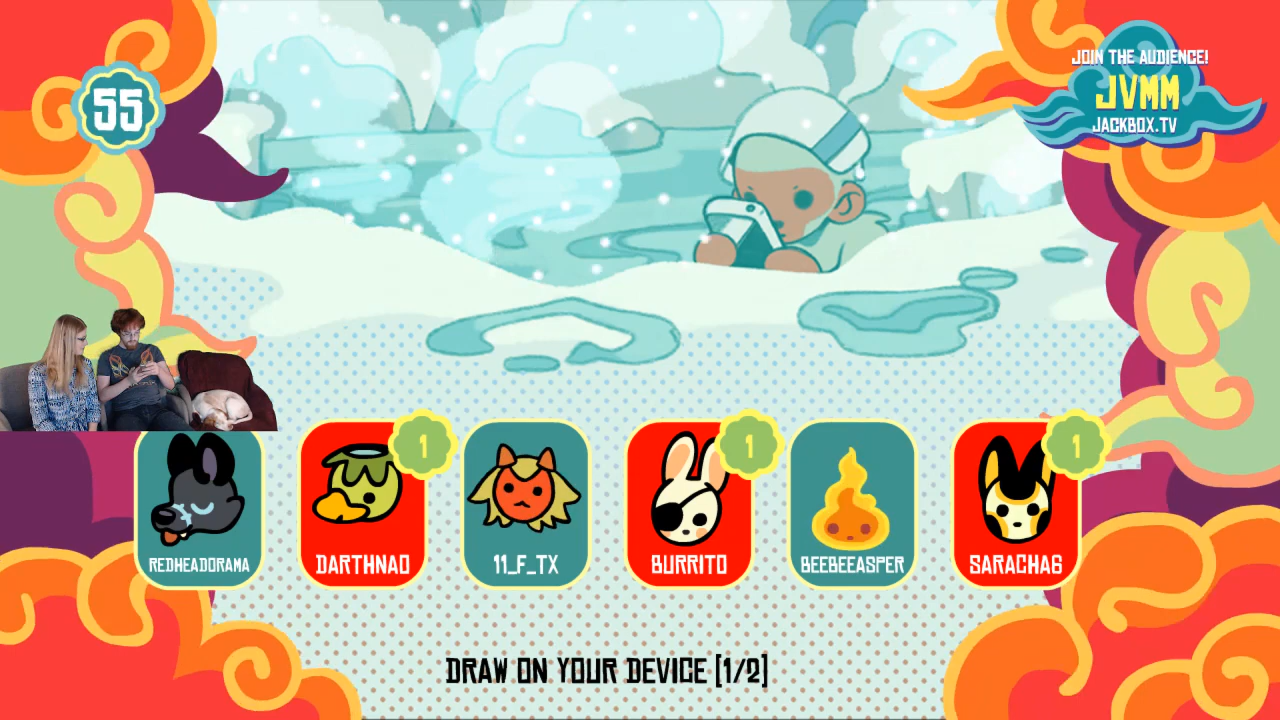 55
JOIN THE AUDIENCE!
JVMM
JACKBOX.TV
1
1
1
REDHEADORAMA
DARTHNAO
11_F_TX
BURRITO
BEEBEEASPER
SARACHA6
DRAW ON YOUR DEVICE [1/2]